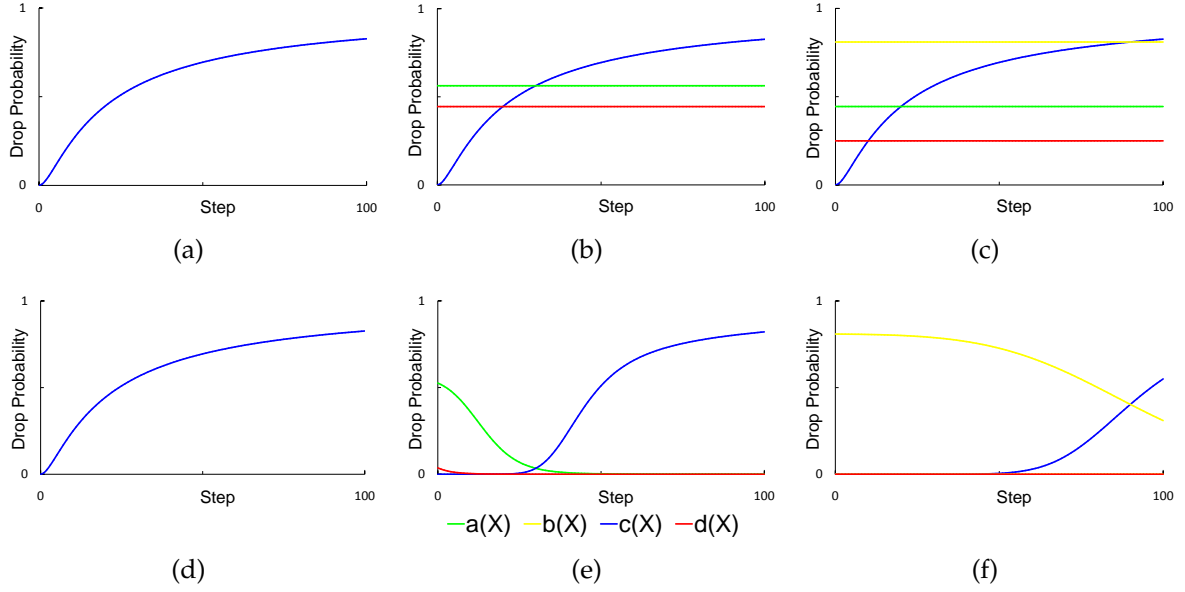 1
Drop Probability
0
0
Step
100
(a)
1
Drop Probability
0
0
Step
100
(b)
1
Drop Probability
0
0
Step
100
(c)
1
Drop Probability
0
0
Step
100
(d)
1
Drop Probability
0
0
Step
100
a(X) b(X) c(X) d(X)
(e)
1
Drop Probability
0
0
Step
100
(f)